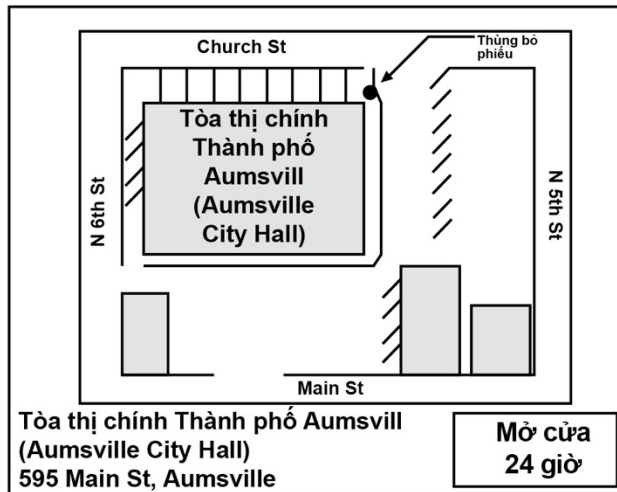 Church St
Thùng bỏ
phiếu
Tòa thị chính
Thành phố
Aumsvill
(Aumsville
City Hall)
N 6th St
N 5th St
Main St
Tòa thị chính Thành phố Aumsvill
(Aumsville City Hall)
595 Main St, Aumsville
Mở cửa
24 giờ